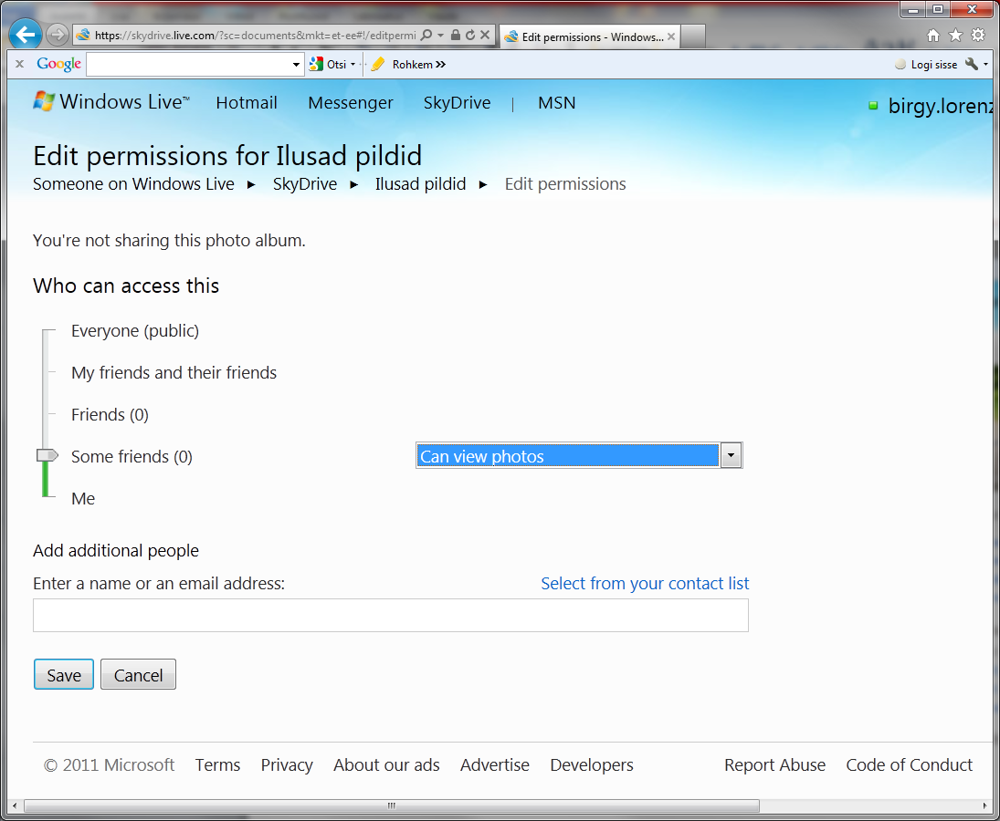 https://skydrive.live.com/?sc=documents&mkt=et-ee#!/editpermi
Edit permissions - Windows...
x Google Otsi Rohkem »
Logi sisse
Windows Live™ Hotmail Messenger SkyDrive | MSN
birgy.lorenz
Edit permissions for Ilusad pildid
Someone on Windows Live ► SkyDrive ► Ilusad pildid ► Edit permissions
You're not sharing this photo album.
Who can access this
Everyone (public)
My friends and their friends
Friends (0)
Some friends (0) Can view photos
Me
Add additional people
Enter a name or an email address: Select from your contact list
Save Cancel
© 2011 Microsoft Terms Privacy About our ads Advertise Developers Report Abuse Code of Conduct